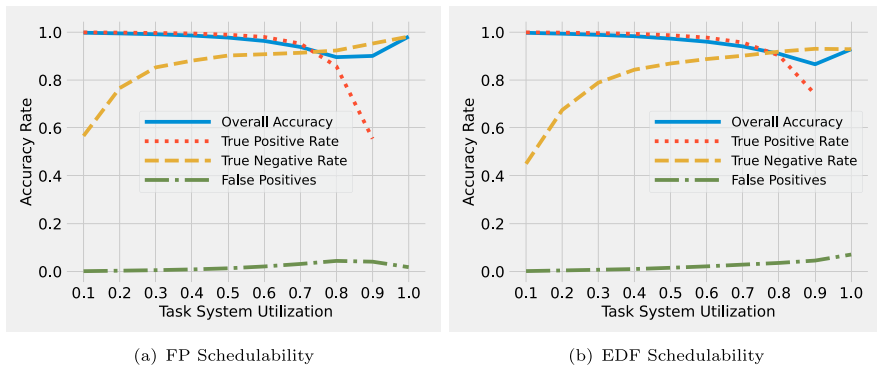 1.0
0.8
0.6
0.4
0.2
0.0
Accuracy Rate
Overall Accuracy
True Positive Rate
True Negative Rate
False Positives
0.1 0.2 0.3 0.4 0.5 0.6 0.7 0.8 0.9 1.0
Task System Utilization
(a) FP Schedulability
1.0
0.8
0.6
0.4
0.2
0.0
Accuracy Rate
Overall Accuracy
True Positive Rate
True Negative Rate
False Positives
0.1 0.2 0.3 0.4 0.5 0.6 0.7 0.8 0.9 1.0
Task System Utilization
(b) EDF Schedulability